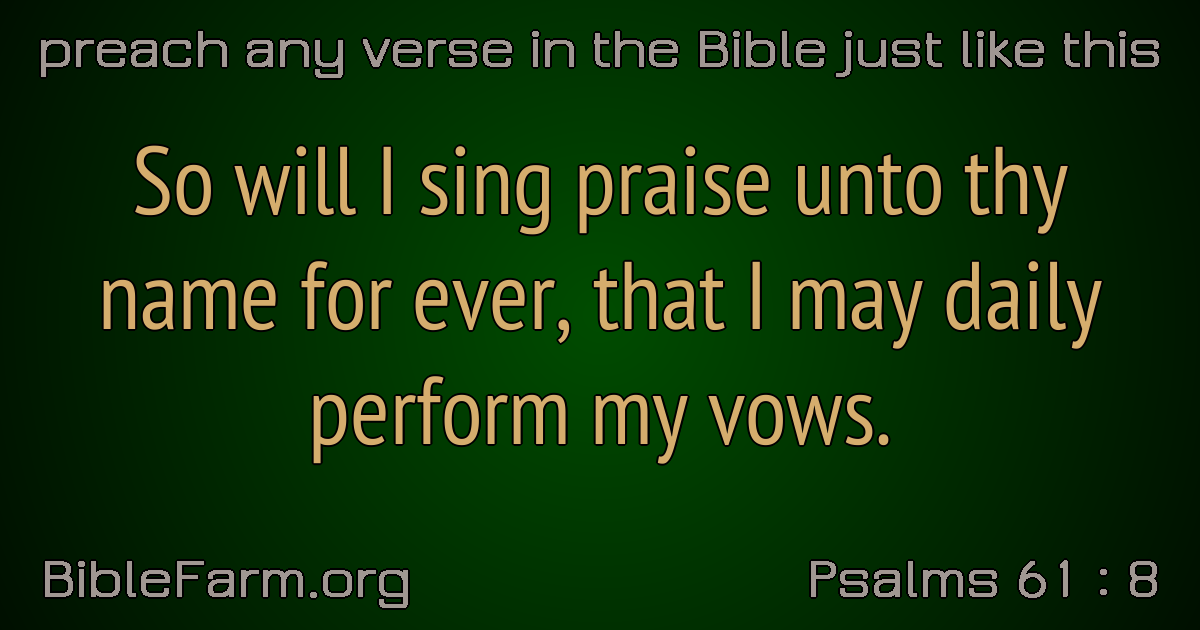 preach any verse in the Bible just like this
So will I sing praise unto thy
name for ever, that I may daily
perform my vows.
BibleFarm.org
Psalms 61 : 8